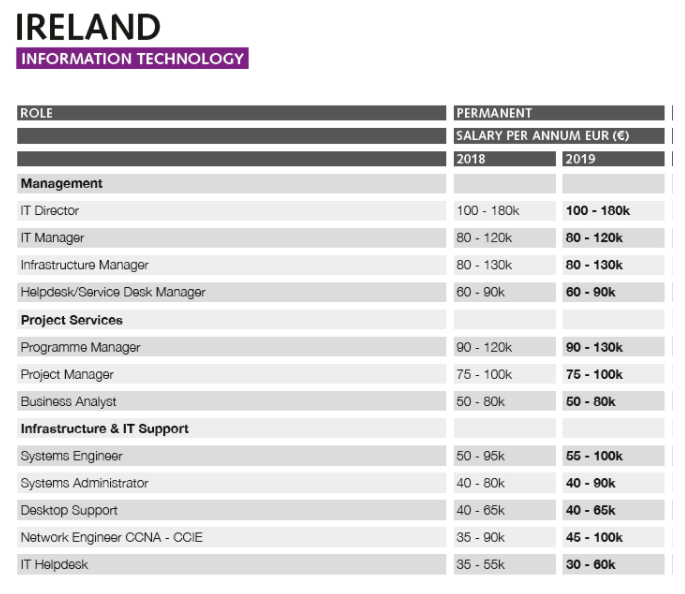 IRELAND
INFORMATION TECHNOLOGY
ROLE PERMANENT
SALARY PER ANNUM EUR (€)
2018 2019
Management
IT Director 100 - 180k 100 - 180k
IT Manager 80 - 120k 80 - 120k
Infrastructure Manager 80 - 130k 80 - 130k
Helpdesk/Service Desk Manager 60 - 90k 60 - 90k
Project Services
Programme Manager 90 - 120k 90 - 130k
Project Manager 75 - 100k 75 - 100k
Business Analyst 50 - 80k 50 - 80k
Infrastructure & IT Support
Systems Engineer 50 - 95k 55 - 100k
Systems Administrator 40 - 80k 40 - 90k
Desktop Support 40 - 65k 40 - 65k
Network Engineer CCNA - CCIE 35 - 90k 45 - 100k
IT Helpdesk 35 - 55k 30 - 60k